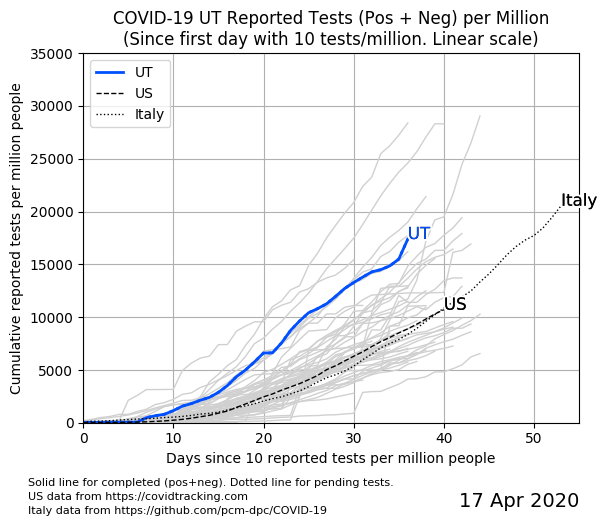 COVID-19 UT Reported Tests (Pos + Neg) per Million
(Since first day with 10 tests/million. Linear scale)
Cumulative reported tests per million people
35000
30000
25000
20000
15000
10000
5000
0
UT
US
Italy
Italy
UT
US
0 10 20 30 40 50
Days since 10 reported tests per million people
Solid line for completed (pos+neg). Dotted line for pending tests.
US data from https://covidtracking.com
Italy data from https://github.com/pcm-dpc/COVID-19
17 Apr 2020